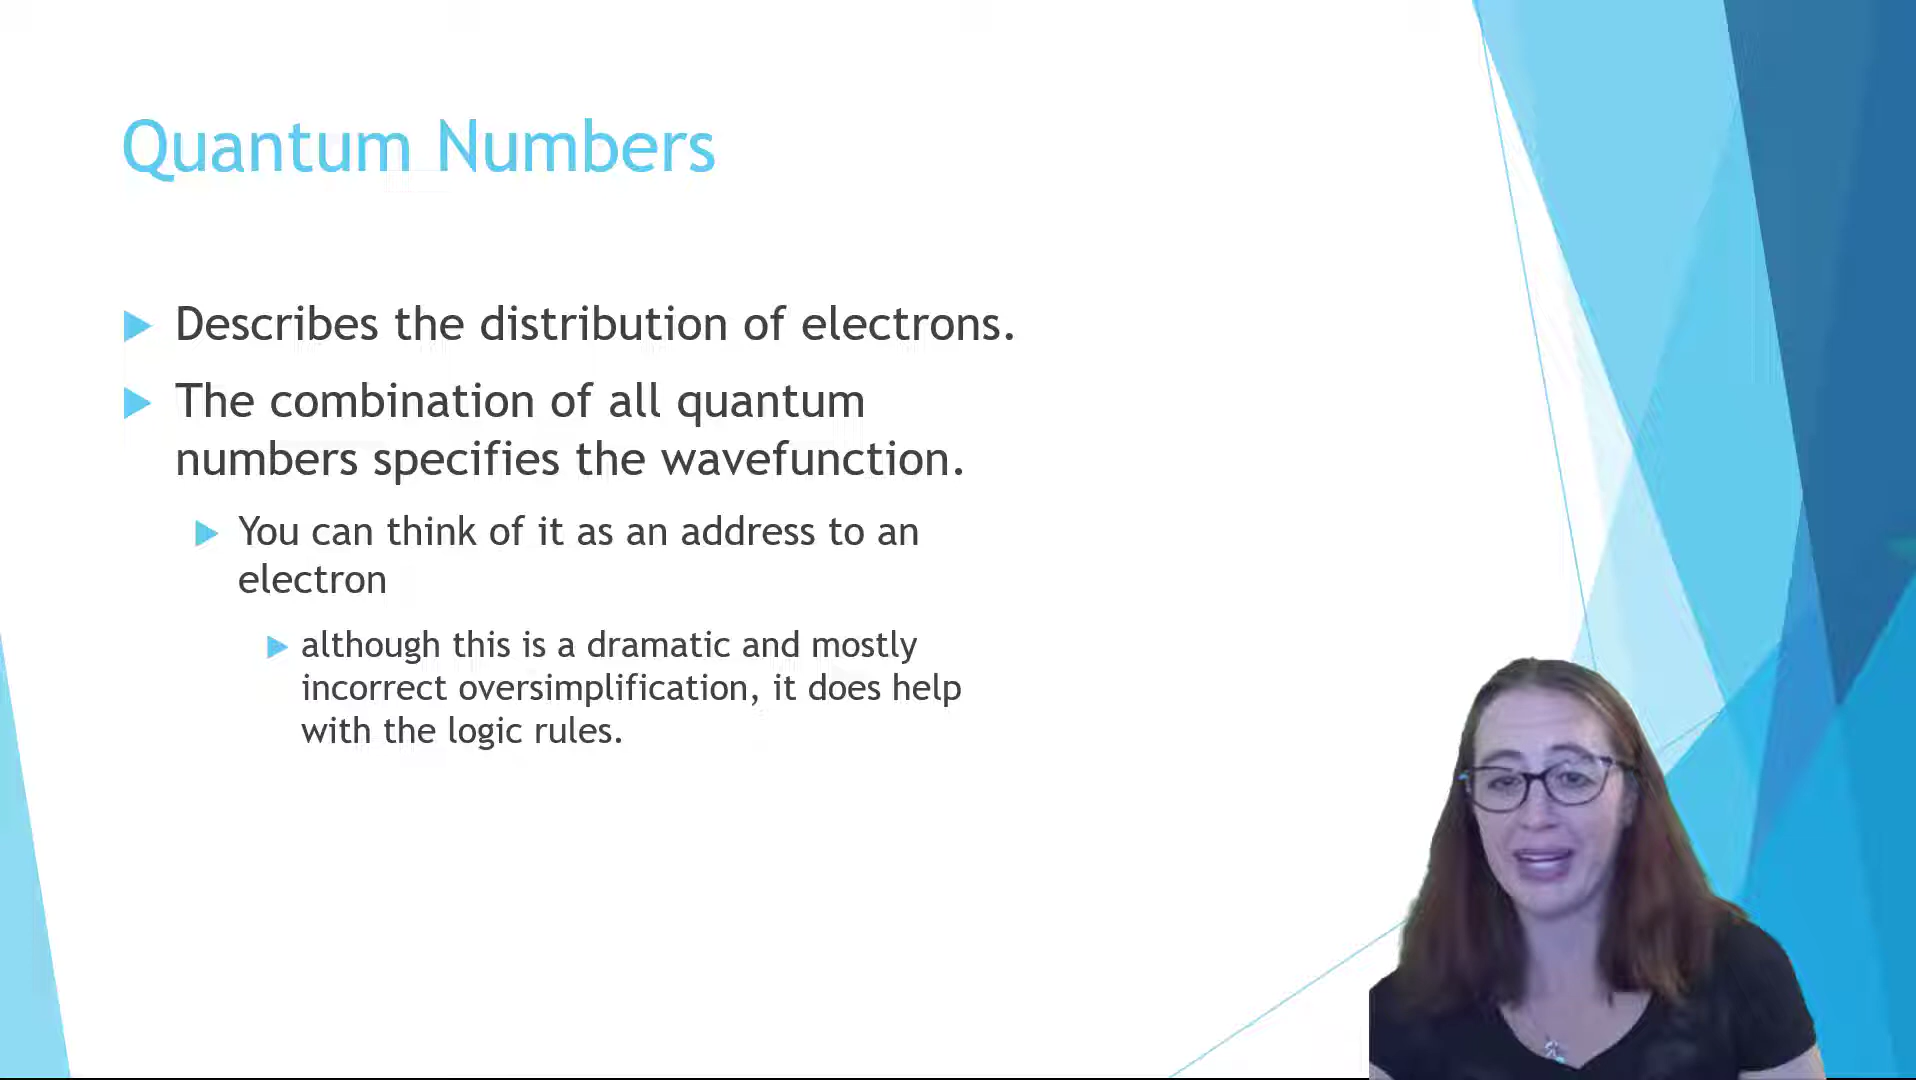 Quantum Numbers
Describes the distribution of electrons.
The combination of all quantum
numbers specifies the wavefunction.
You can think of it as an address to an
electron
although this is a dramatic and mostly
incorrect oversimplification, it does help
with the logic rules.